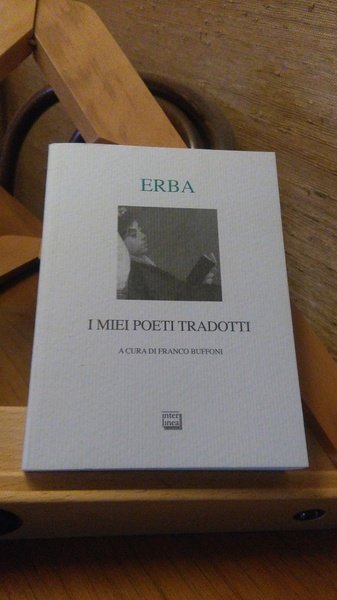 ERBA
I MIEI POETI TRADOTTI
A CURA DI FRANCO BUFFONI
inter
linea